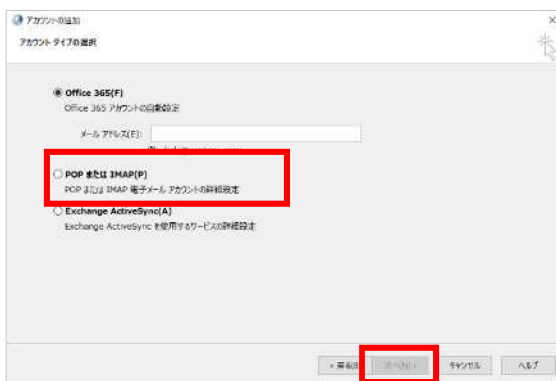 アカウントの追加
アカウント タイプの選択
Office 365(F)
Office 365 アカウントの自動設定
メール アドレス(E):
POP または IMAP(P)
POP または IMAP 電子メール アカウントの詳細設定
Exchange ActiveSync(A)
Exchange ActiveSync を使用するサービスの詳細設定
< 戻る(B) 次へ(N) > キャンセル ヘルプ